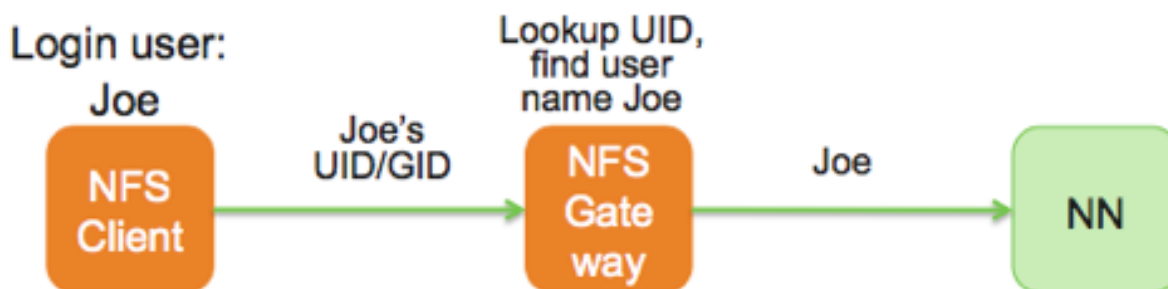 Login user:
Joe
NFS
Client
Joe's
UID/GID
Lookup UID,
find user
name Joe
NFS
Gate
way
Joe
NN